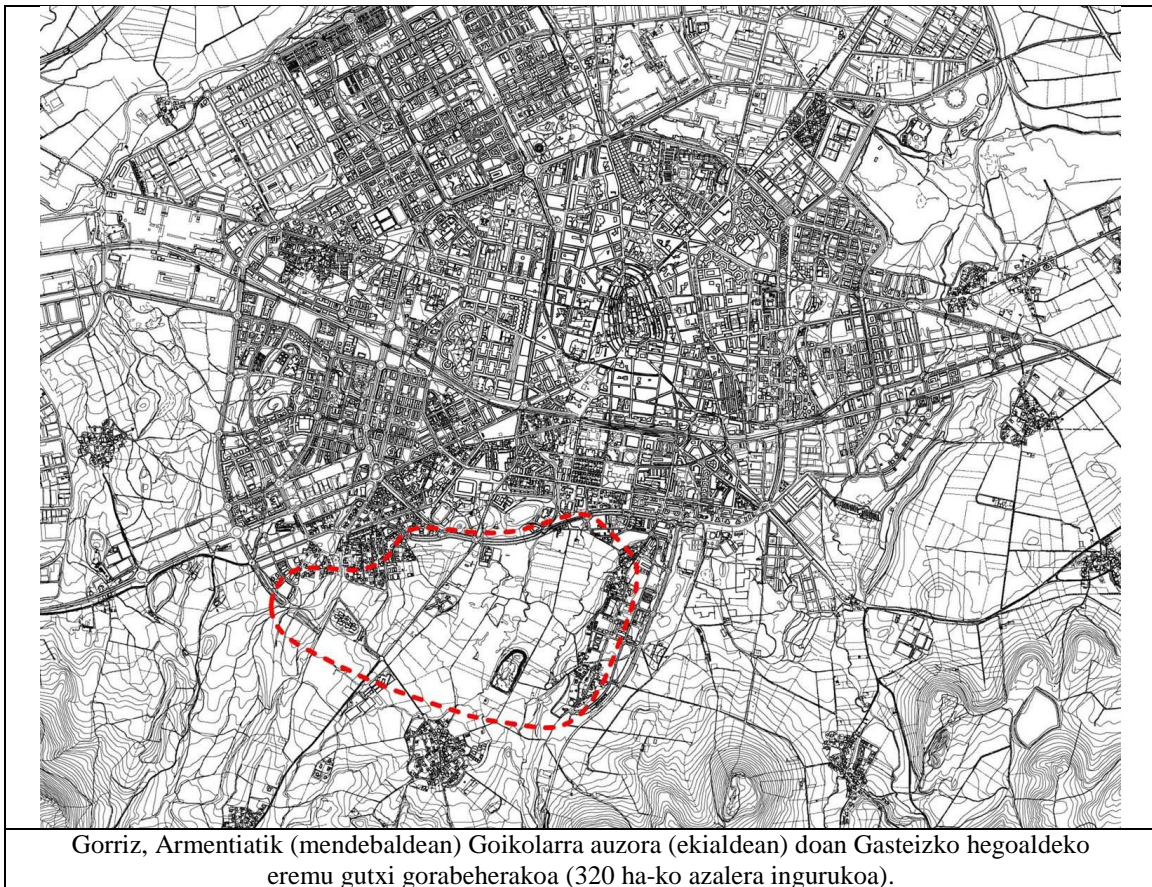 Gorriz, Armentiatik (mendebaldean) Goikolarra auzora (ekialdean) doan Gasteizko hegoaldeko
eremu gutxi gorabeherakoa (320 ha-ko azalera ingurukoa).